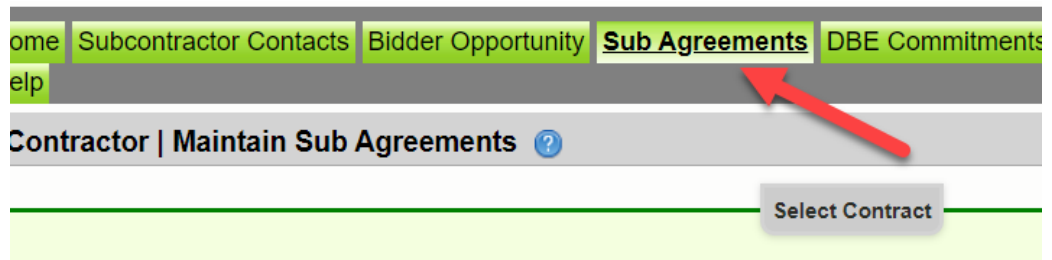 ome Subcontractor Contacts Bidder Opportunity Sub Agreements DBE Commitments
elp
Contractor | Maintain Sub Agreements ?
Select Contract